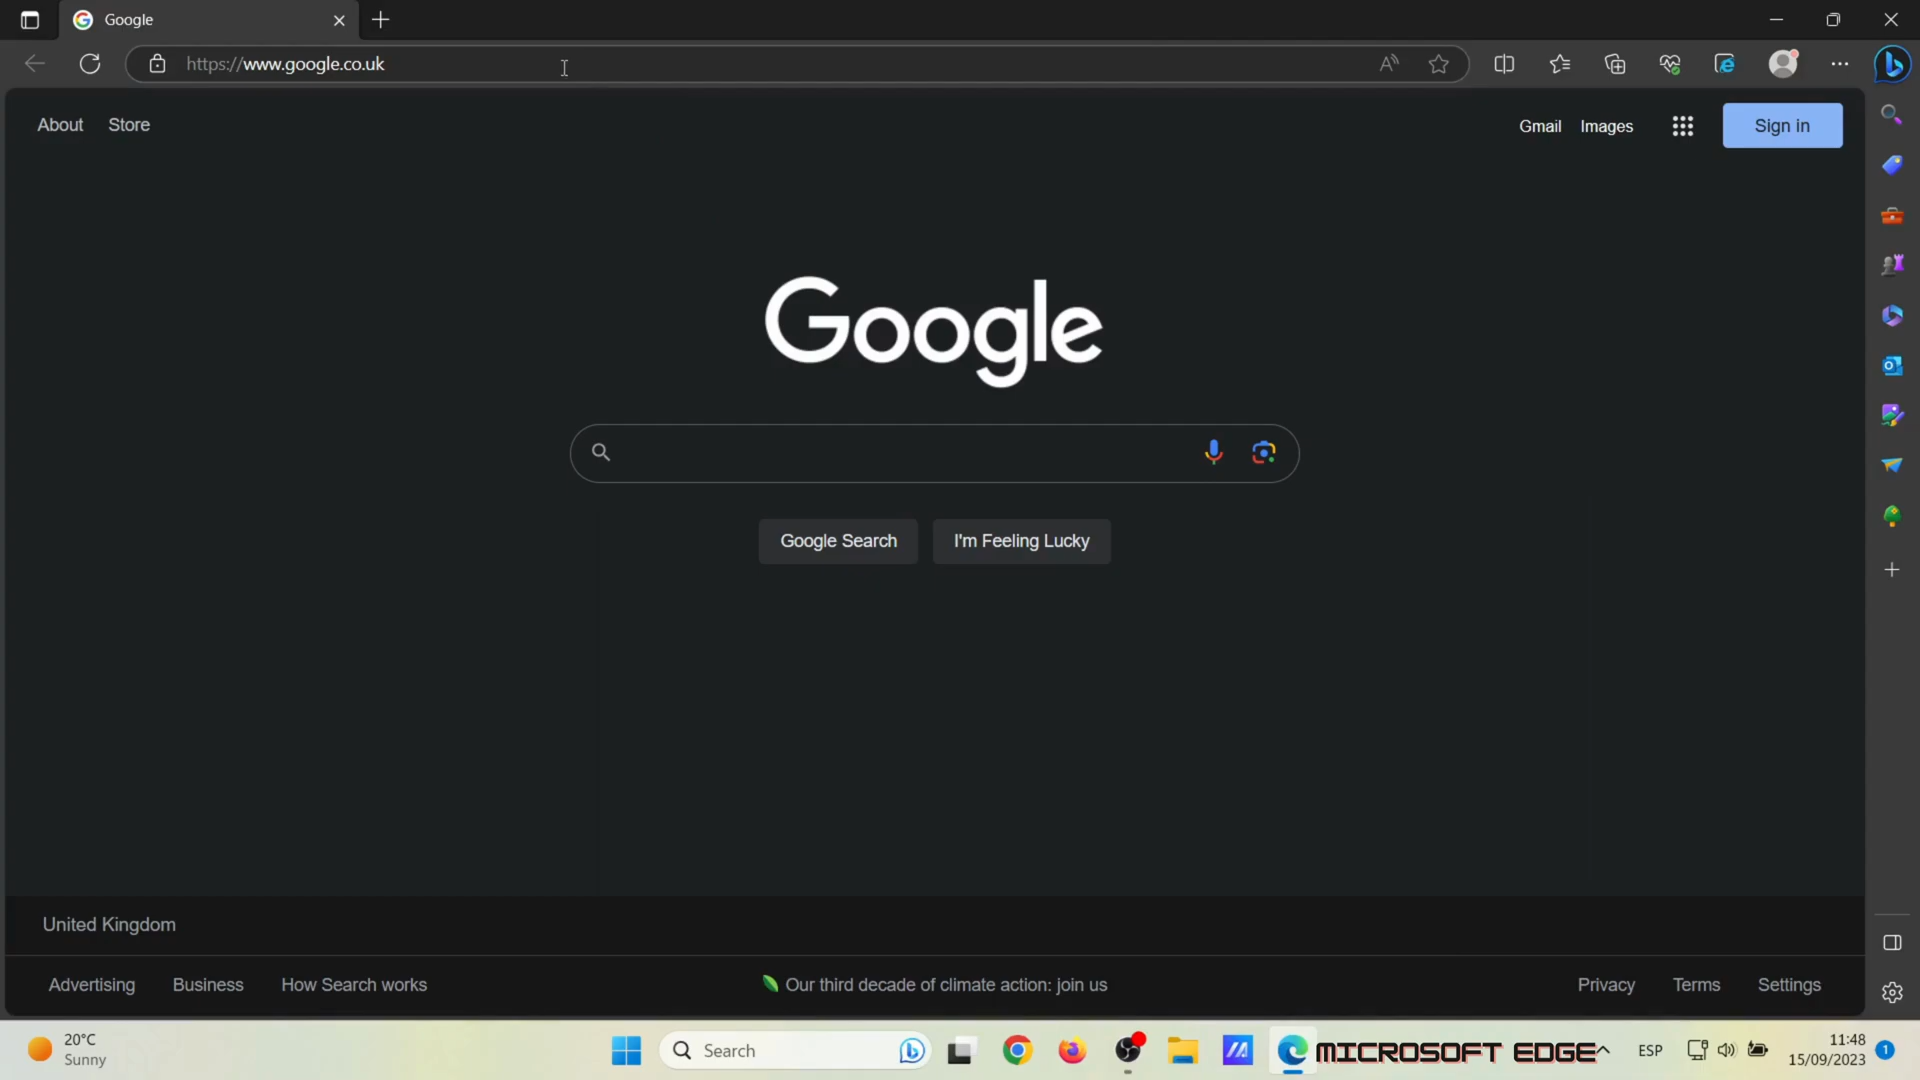 Google
https://www.google.co.uk
About Store
Gmail Images Sign in
Google
Google Search I'm Feeling Lucky
United Kingdom
Advertising Business How Search works
Our third decade of climate action: join us
Privacy Terms Settings
20°C
Sunny
Search
MICROSOFT EDGE
ESP
11:48
15/09/2023
1